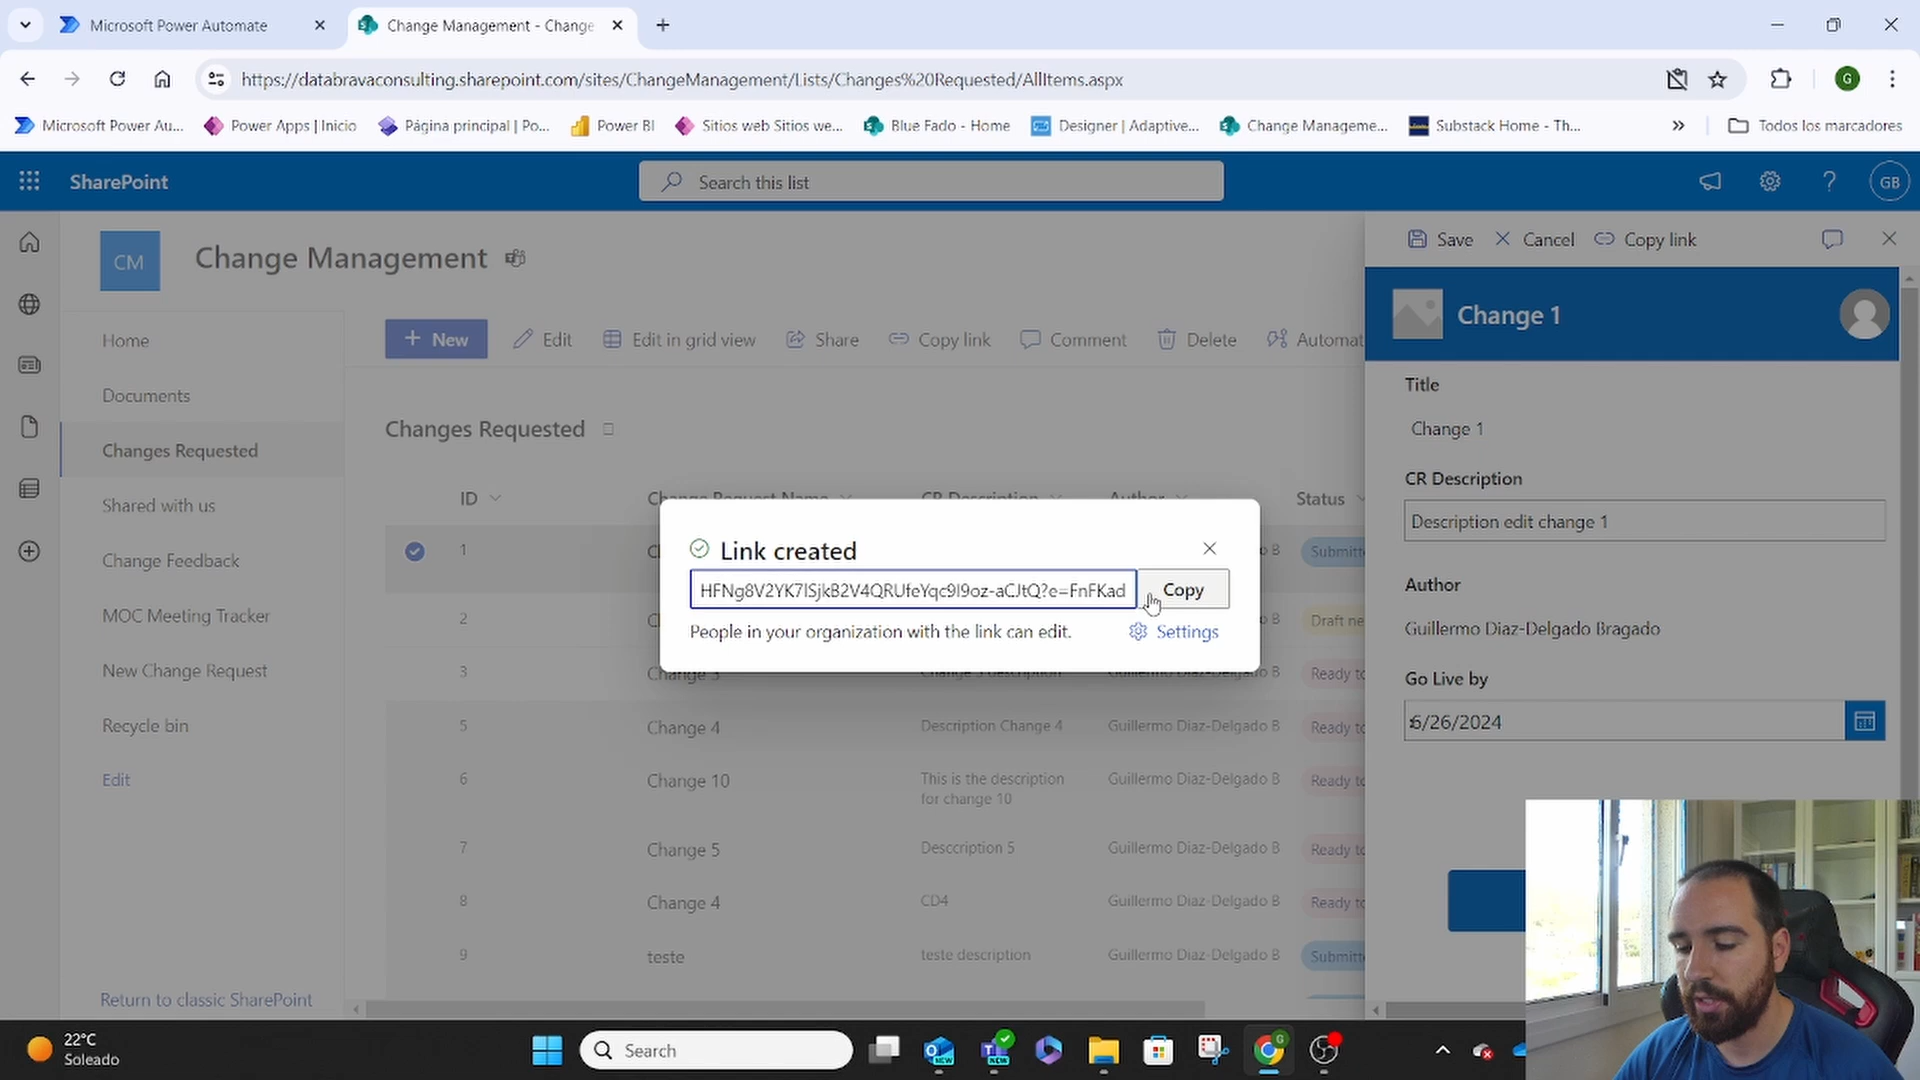 Microsoft Power Automate
Change Management - Change
https://databravaconsulting.sharepoint.com/sites/ChangeManagement/Lists/Changes%20Requested/AllItems.aspx
G
Microsoft Power Au...
Power Apps | Inicio
Página principal | Po...
Power BI
Sitios web Sitios we...
Blue Fado - Home
Designer | Adaptive...
Change Manageme...
Substack Home - Th...
Todos los marcadores
SharePoint
Search this list
GB
CM
Change Management
Home
Documents
Changes Requested
Shared with us
Change Feedback
MOC Meeting Tracker
New Change Request
Recycle bin
Edit
Return to classic SharePoint
New
Edit
Edit in grid view
Share
Copy link
Comment
Delete
Automat
Changes Requested
ID
Change Request Name
CR Description
Author
Status
1
B
Submitt
2
B
Draft ne
3
Change 3
Change 3 description
Guillermo Diaz-Delgado B
Ready to
5
Change 4
Description Change 4
Guillermo Diaz-Delgado B
Ready to
6
Change 10
This is the description
for change 10
Guillermo Diaz-Delgado B
Ready to
7
Change 5
Desccription 5
Guillermo Diaz-Delgado B
Ready to
8
Change 4
CD4
Guillermo Diaz-Delgado B
Ready to
9
teste
teste description
Guillermo Diaz-Delgado B
Submitt
Link created
Copy
People in your organization with the link can edit.
Settings
Save
Cancel
Copy link
Change 1
Title
Change 1
CR Description
Description edit change 1
Author
Guillermo Diaz-Delgado Bragado
Go Live by
6/26/2024
22°C
Soleado
Search
NEW
NEW
G